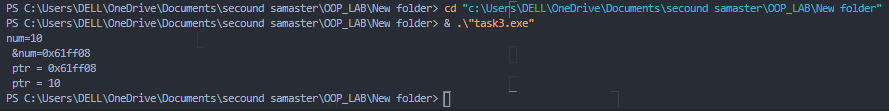 PS C:\Users\DELL\OneDrive\Documents\secound samaster\OOP_LAB\New folder> cd "c:\Users\DELL\OneDrive\Documents\secound samaster\OOP_LAB\New folder"
PS C:\Users\DELL\OneDrive\Documents\secound samaster\OOP_LAB\New folder> & .\"task3.exe"
num=10
 &num=0x61ff08
 ptr = 0x61ff08
 ptr = 10
PS C:\Users\DELL\OneDrive\Documents\secound samaster\OOP_LAB\New folder>